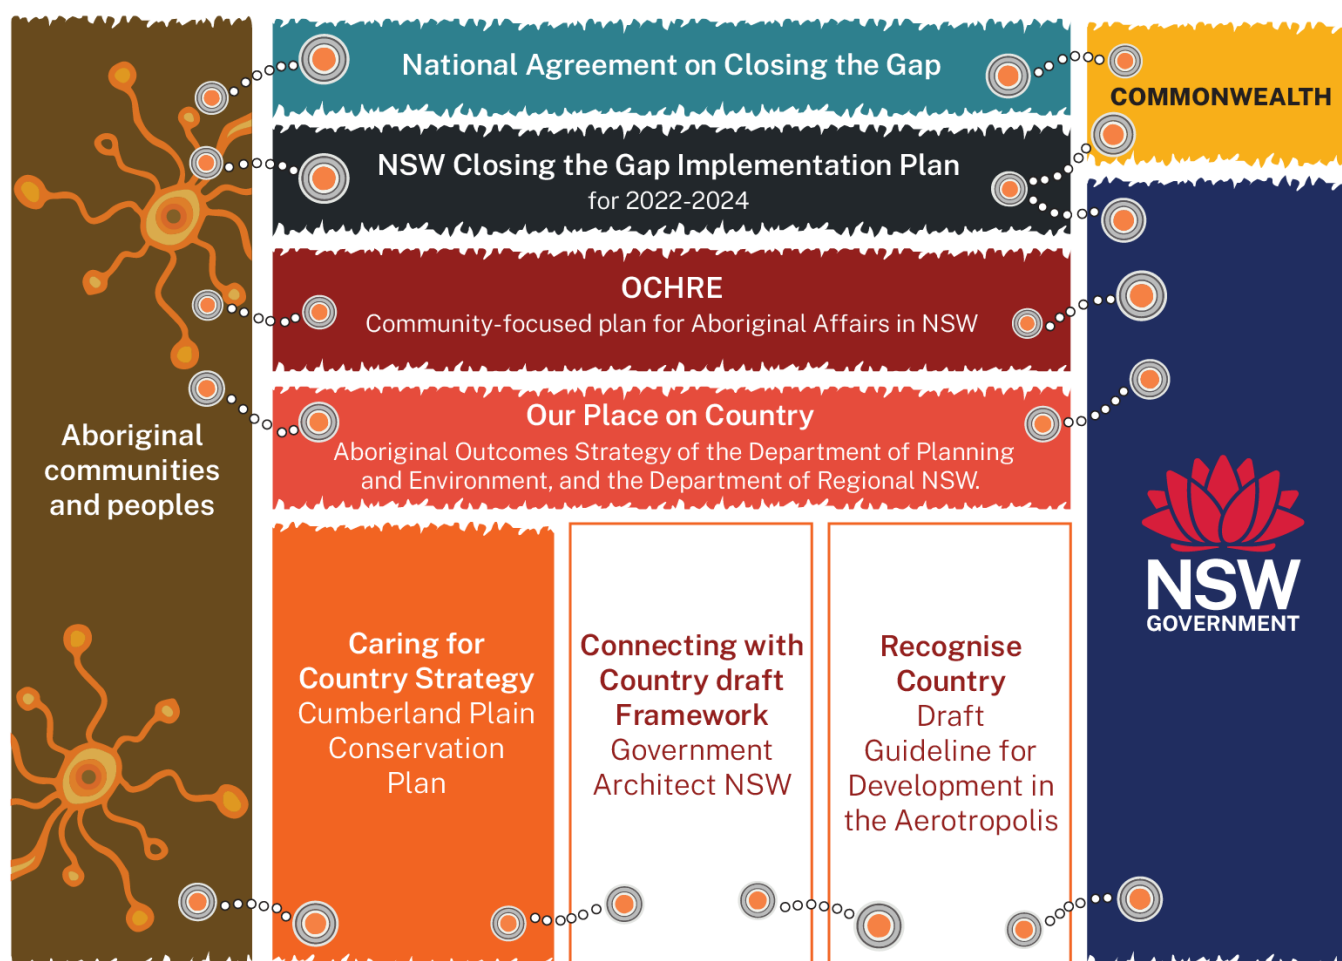 National Agreement on Closing the Gap
COMMONWEALTH
NSW Closing the Gap Implementation Plan
for 2022-2024
OCHRE
Community-focused plan for Aboriginal Affairs in NSW
Our Place on Country
Aboriginal Outcomes Strategy of the Department of Planning
and Environment, and the Department of Regional NSW.
Aboriginal
communities
and peoples
NSW
GOVERNMENT
Caring for
Country Strategy
Cumberland Plain
Conservation
Plan
Connecting with
Country draft
Framework
Government
Architect NSW
Recognise
Country
Draft
Guideline for
Development in
the Aerotropolis